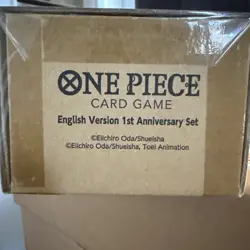 ONE PIECE
CARD GAME
English Version 1st Anniversary Set
©Eiichiro Oda/Shueisha
©Eiichiro Oda/Shueisha, Toei Animation